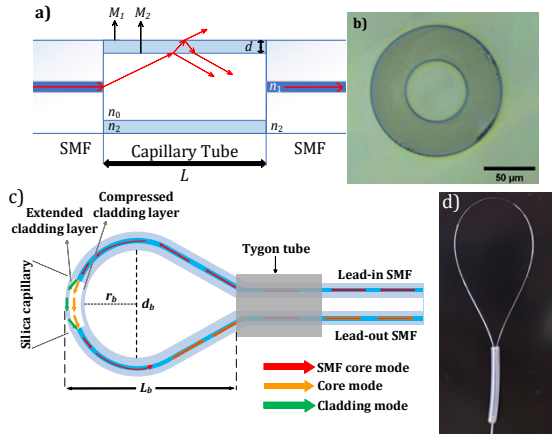 a)
M1 M2
d
n1
n0
n2
n2
SMF
Capillary Tube
SMF
L
b)
50 µm
c)
Compressed
cladding layer
Extended
cladding layer
Silica capillary
rb
db
Lb
Tygon tube
Lead-in SMF
Lead-out SMF
SMF core mode
Core mode
Cladding mode
d)